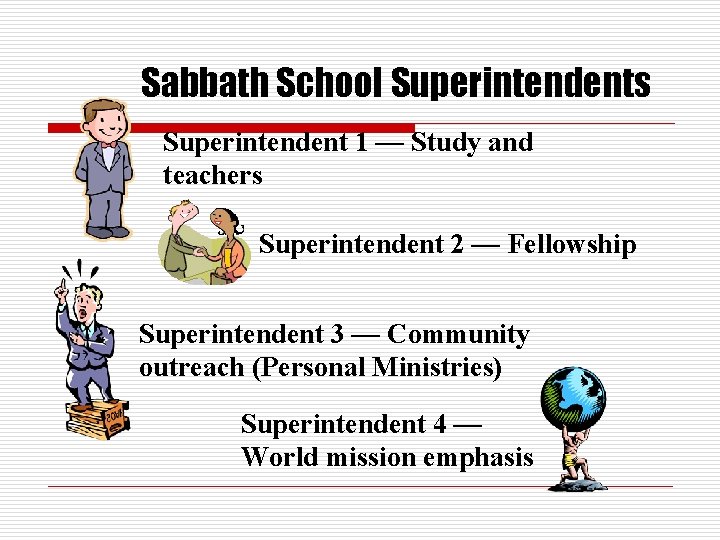 Sabbath School Superintendents
Superintendent 1 — Study and
teachers
Superintendent 2 — Fellowship
Superintendent 3 — Community
outreach (Personal Ministries)
Superintendent 4 —
World mission emphasis